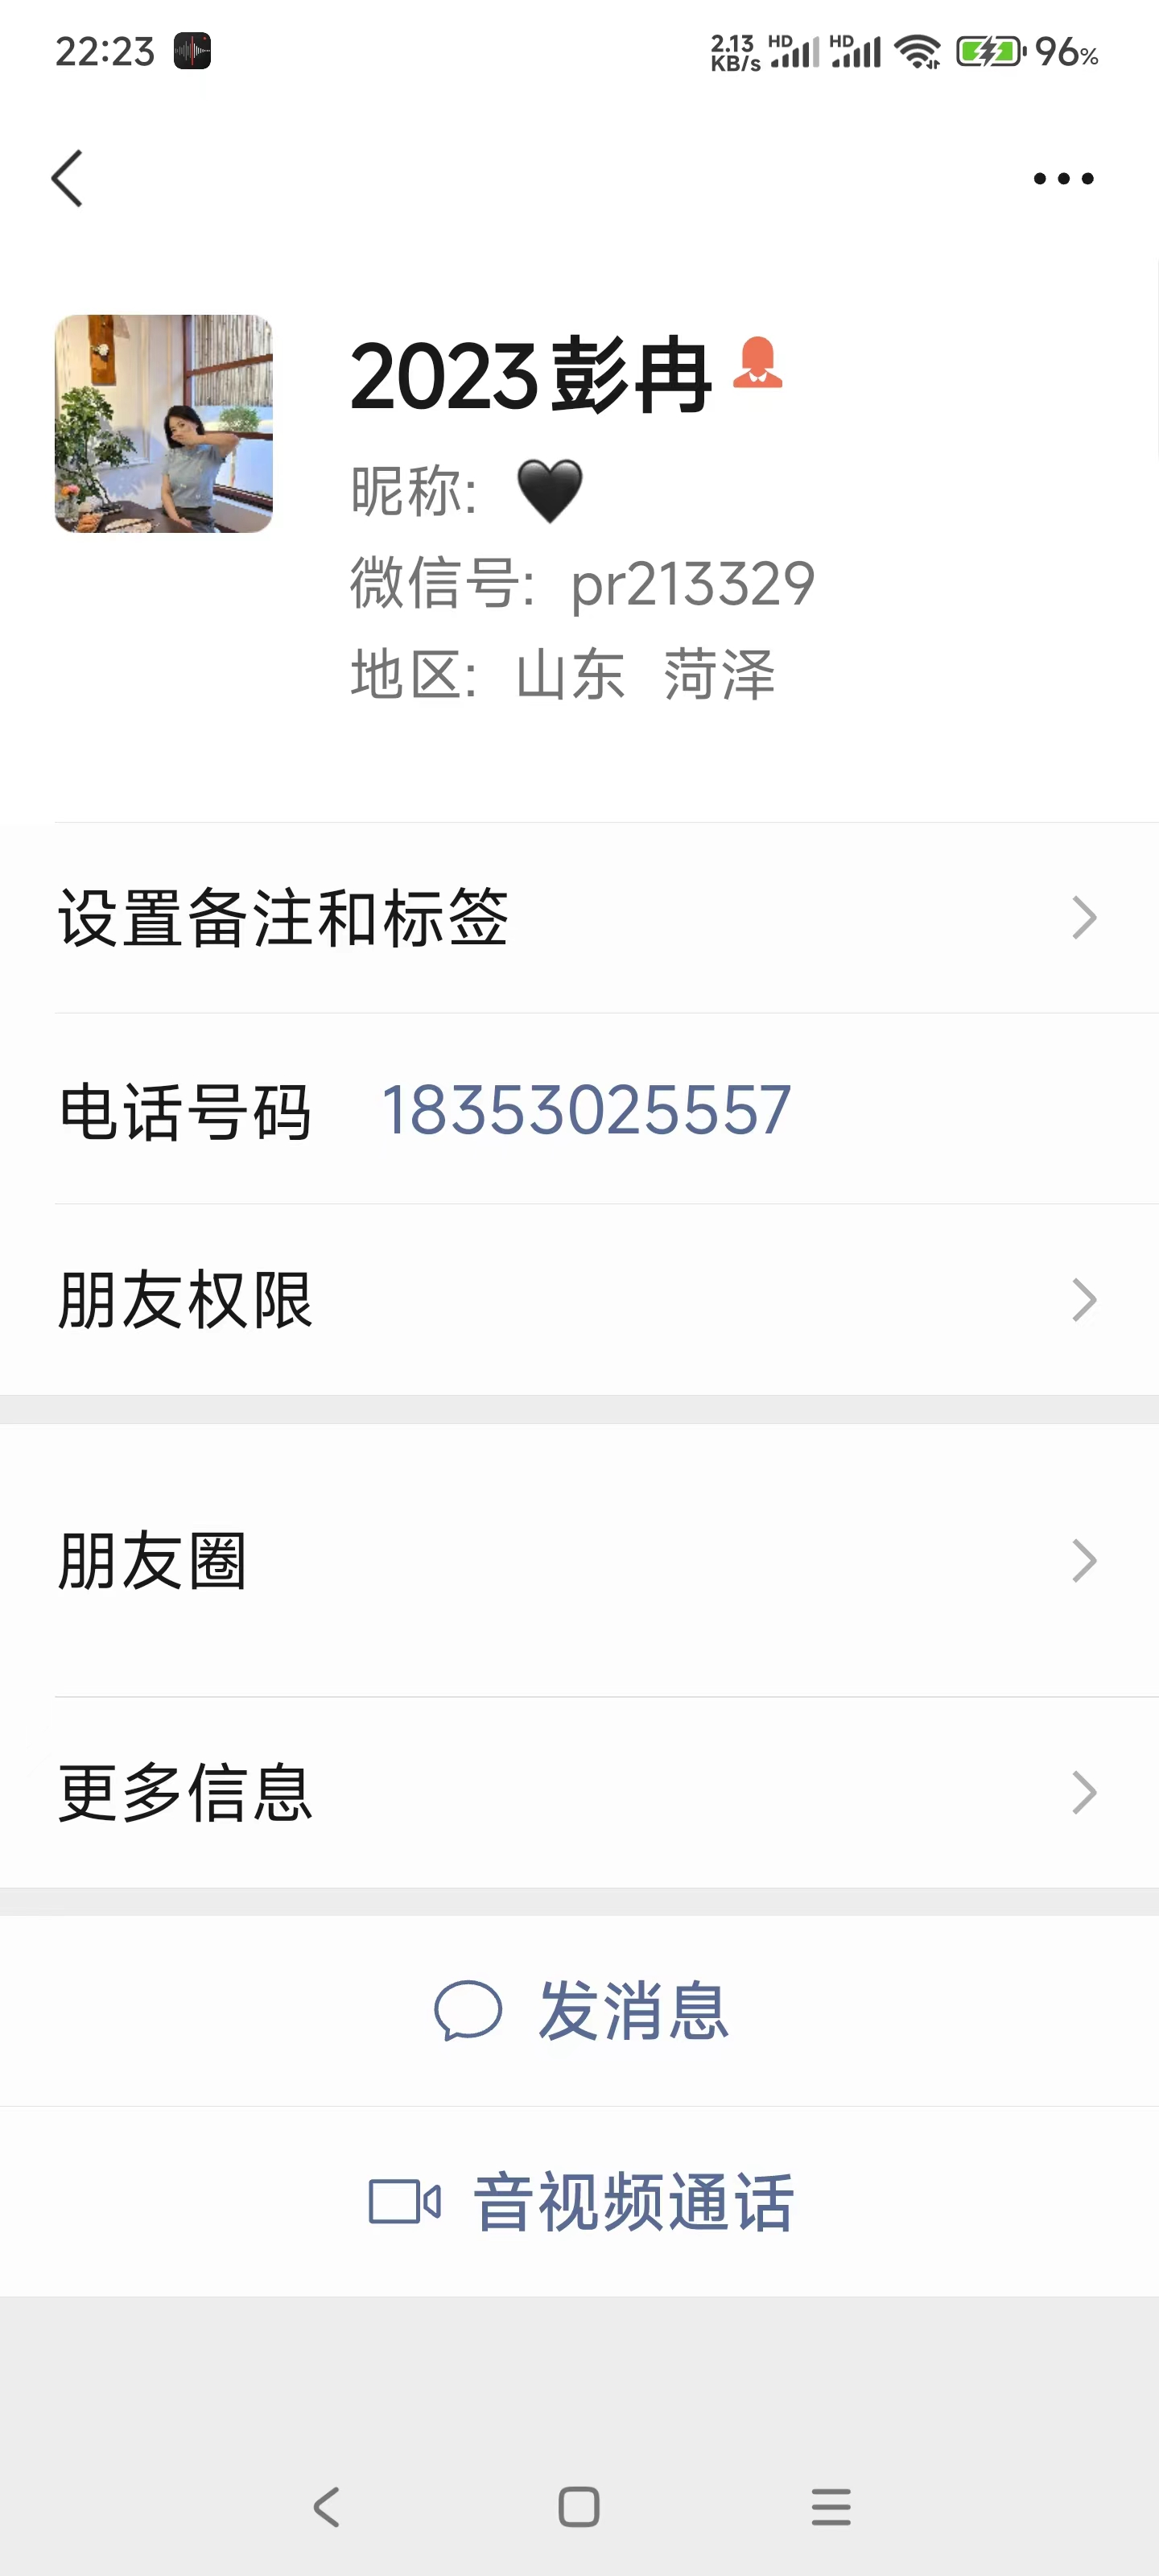 22:23 2.13 KB/s HD HD 96%
2023彭冉
昵称: 🖤
微信号: pr213329
地区: 山东 菏泽
设置备注和标签
电话号码 18353025557
朋友权限
朋友圈
更多信息
发消息
音视频通话